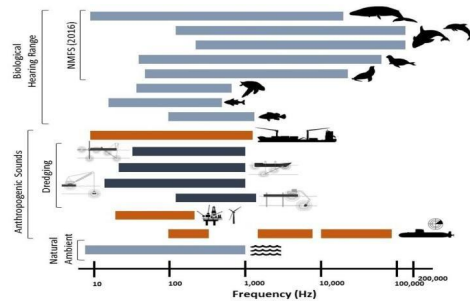 Biological
Hearing Range
NMFS (2016)
Anthropogenic Sounds
Dredging
Natural
Ambient
10
100
1,000
10,000
100,000
200,000
Frequency (Hz)